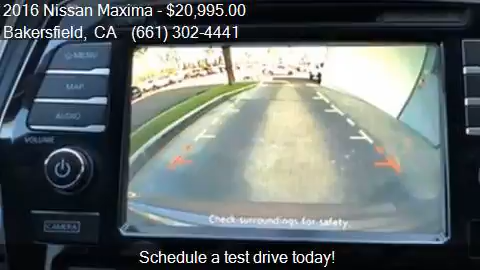 2016 Nissan Maxima - $20,995.00
Bakersfield, CA (661) 302-4441
MENU
MAP
AUDIO
VOLUME
CAMERA
Check surroundings for safety.
Schedule a test drive today!